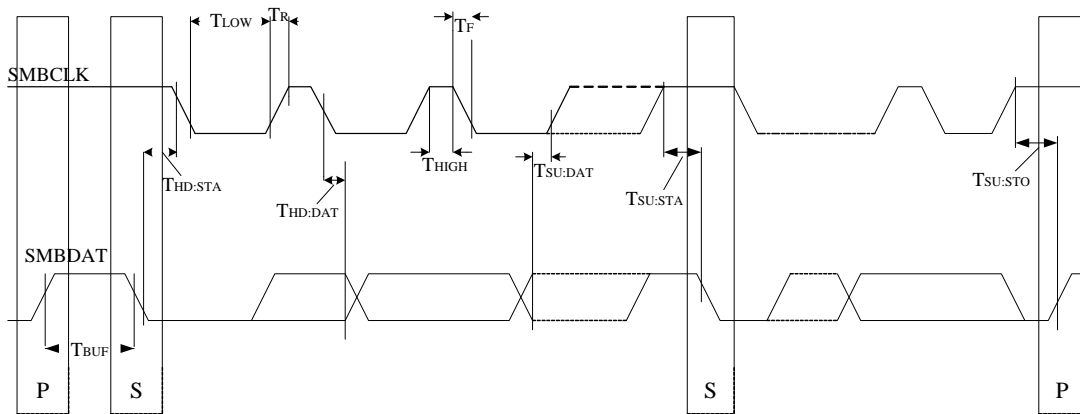 TLOW TR TF
SMBCLK
THD:STA
THD:DAT
THIGH
TSU:DAT
TSU:STA
TSU:STO
SMBDAT
TBUF
P S S P